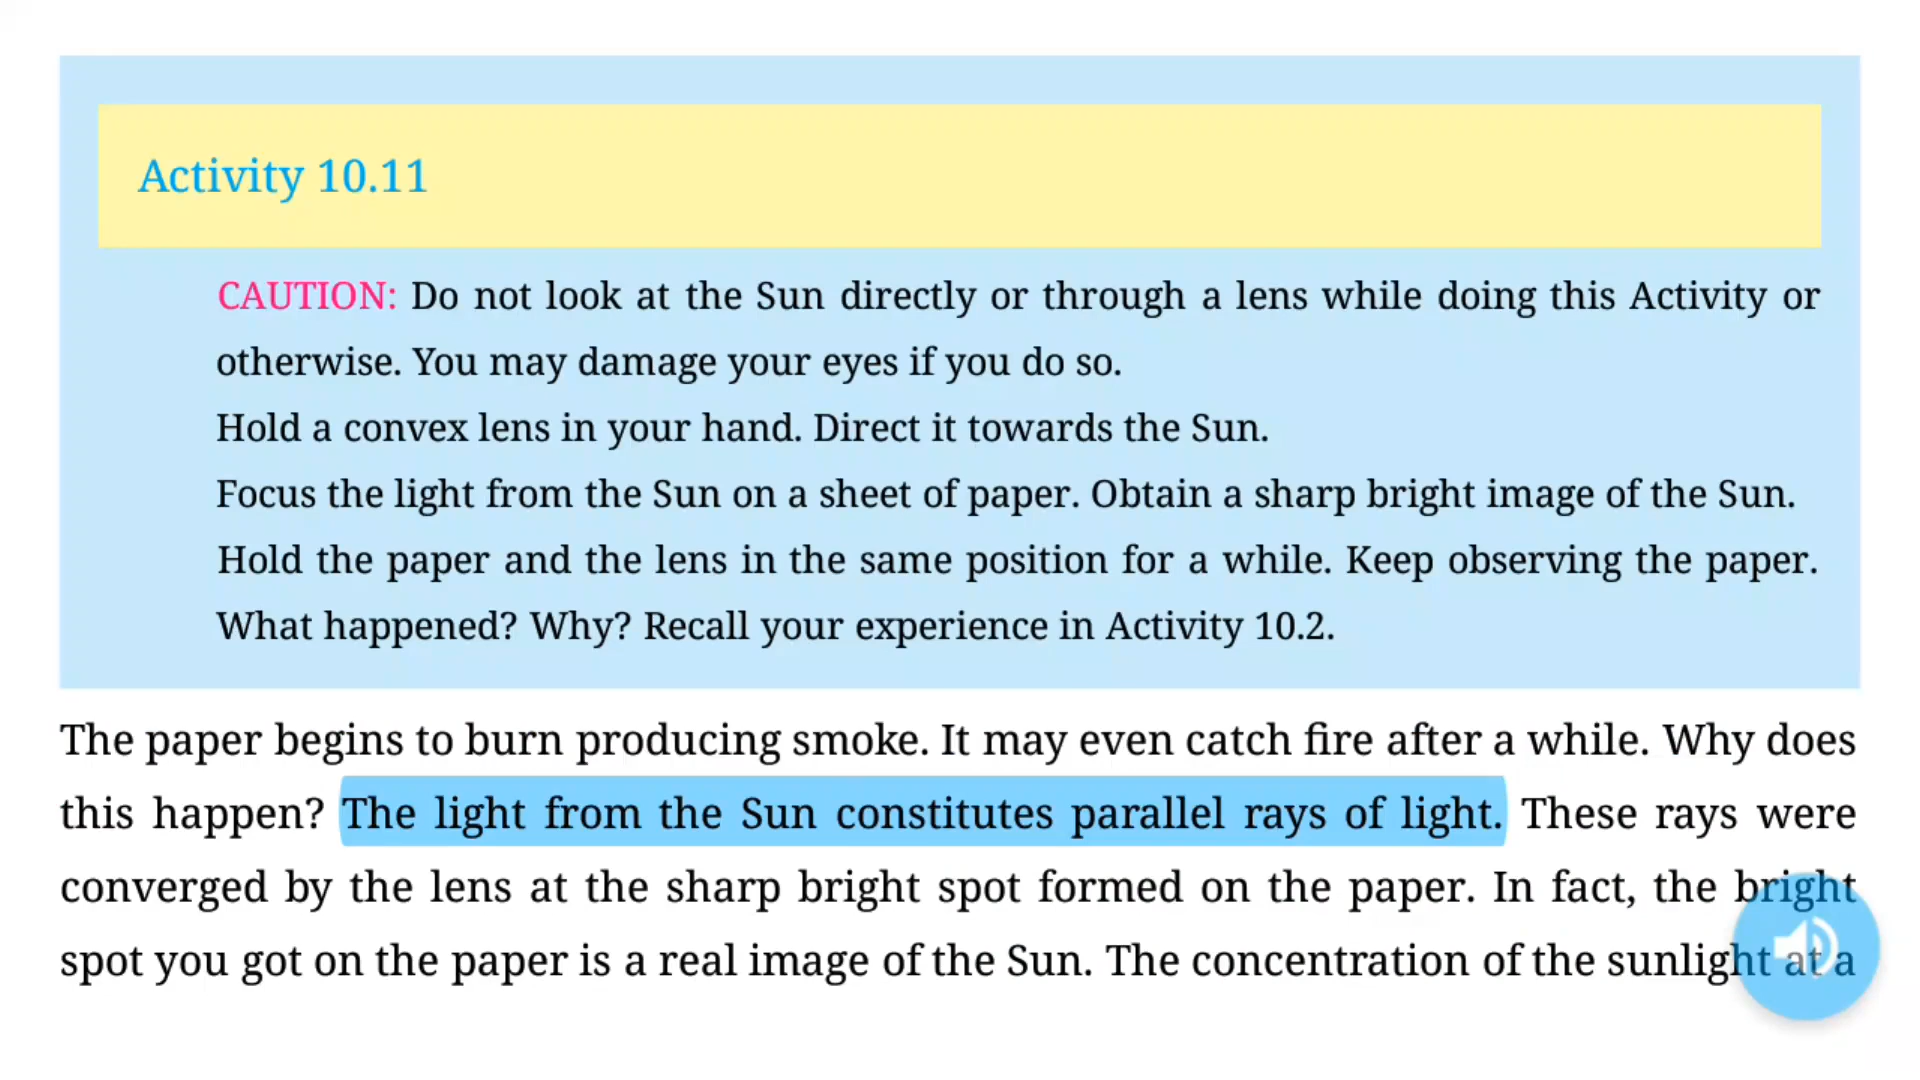 Activity 10.11
CAUTION: Do not look at the Sun directly or through a lens while doing this Activity or
otherwise. You may damage your eyes if you do so.
Hold a convex lens in your hand. Direct it towards the Sun.
Focus the light from the Sun on a sheet of paper. Obtain a sharp bright image of the Sun.
Hold the paper and the lens in the same position for a while. Keep observing the paper.
What happened? Why? Recall your experience in Activity 10.2.
The paper begins to burn producing smoke. It may even catch fire after a while. Why does
this happen? The light from the Sun constitutes parallel rays of light. These rays were
converged by the lens at the sharp bright spot formed on the paper. In fact, the bright
spot you got on the paper is a real image of the Sun. The concentration of the sunlight at a